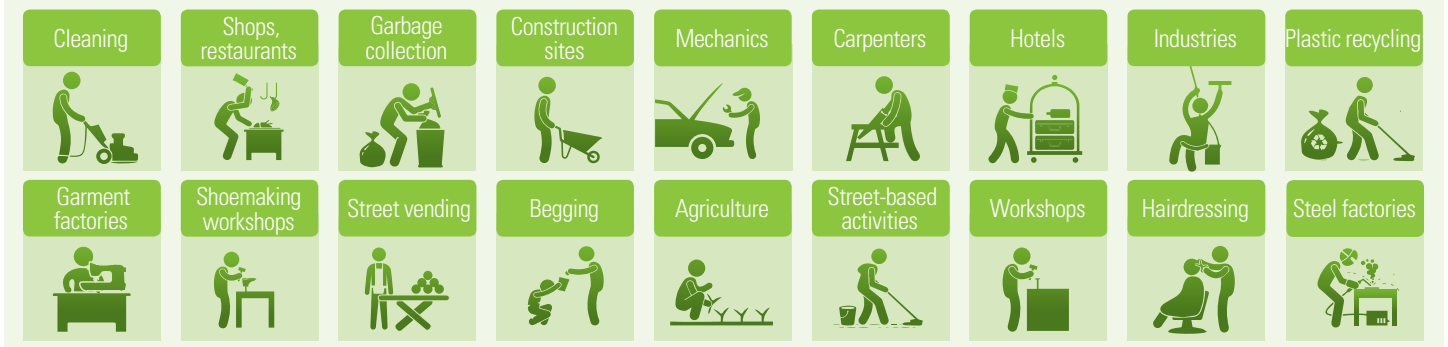 Cleaning
Shops,
restaurants
Garbage
collection
Construction
sites
Mechanics
Carpenters
Hotels
Industries
Plastic recycling
Garment
factories
Shoemaking
workshops
Street vending
Begging
Agriculture
Street-based
activities
Workshops
Hairdressing
Steel factories